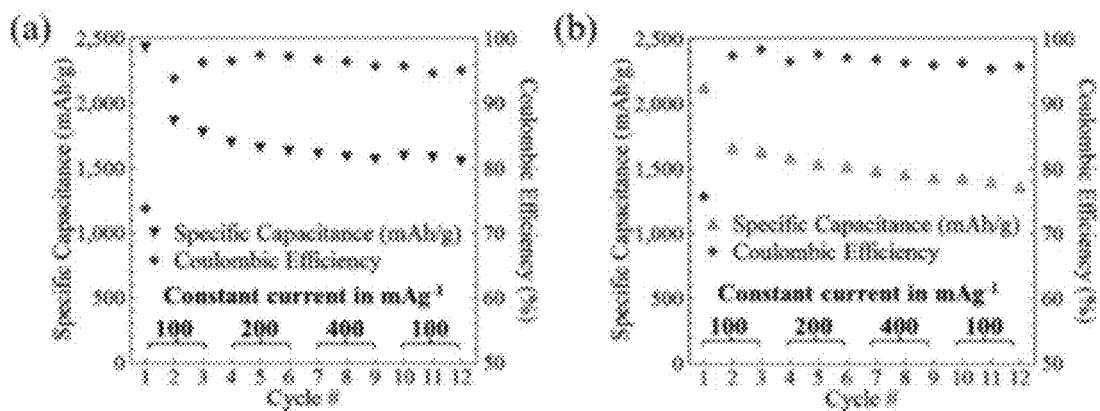 (a)
2,500
2,000
1,500
1,000
500
0
Specific Capacitance (mAh/g)
100
90
80
70
60
50
Coulombic Efficiency (%)
Specific Capacitance (mAh/g)
Coulombic Efficiency
Constant current in mAg⁻¹
100 200 400 100
1 2 3 4 5 6 7 8 9 10 11 12
Cycle #
(b)
2,500
2,000
1,500
1,000
500
0
Specific Capacitance (mAh/g)
100
90
80
70
60
50
Coulombic Efficiency (%)
Specific Capacitance (mAh/g)
Coulombic Efficiency
Constant current in mAg⁻¹
100 200 400 100
1 2 3 4 5 6 7 8 9 10 11 12
Cycle #